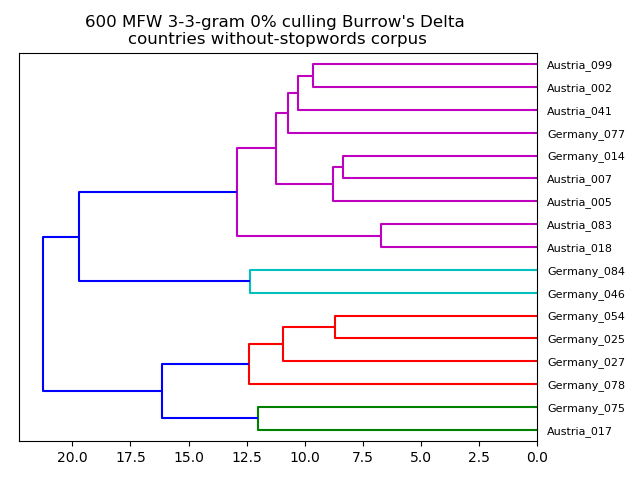 600 MFW 3-3-gram 0% culling Burrow's Delta
countries without-stopwords corpus
Austria_099
Austria_002
Austria_041
Germany_077
Germany_014
Austria_007
Austria_005
Austria_083
Austria_018
Germany_084
Germany_046
Germany_054
Germany_025
Germany_027
Germany_078
Germany_075
Austria_017
20.0 17.5 15.0 12.5 10.0 7.5 5.0 2.5 0.0